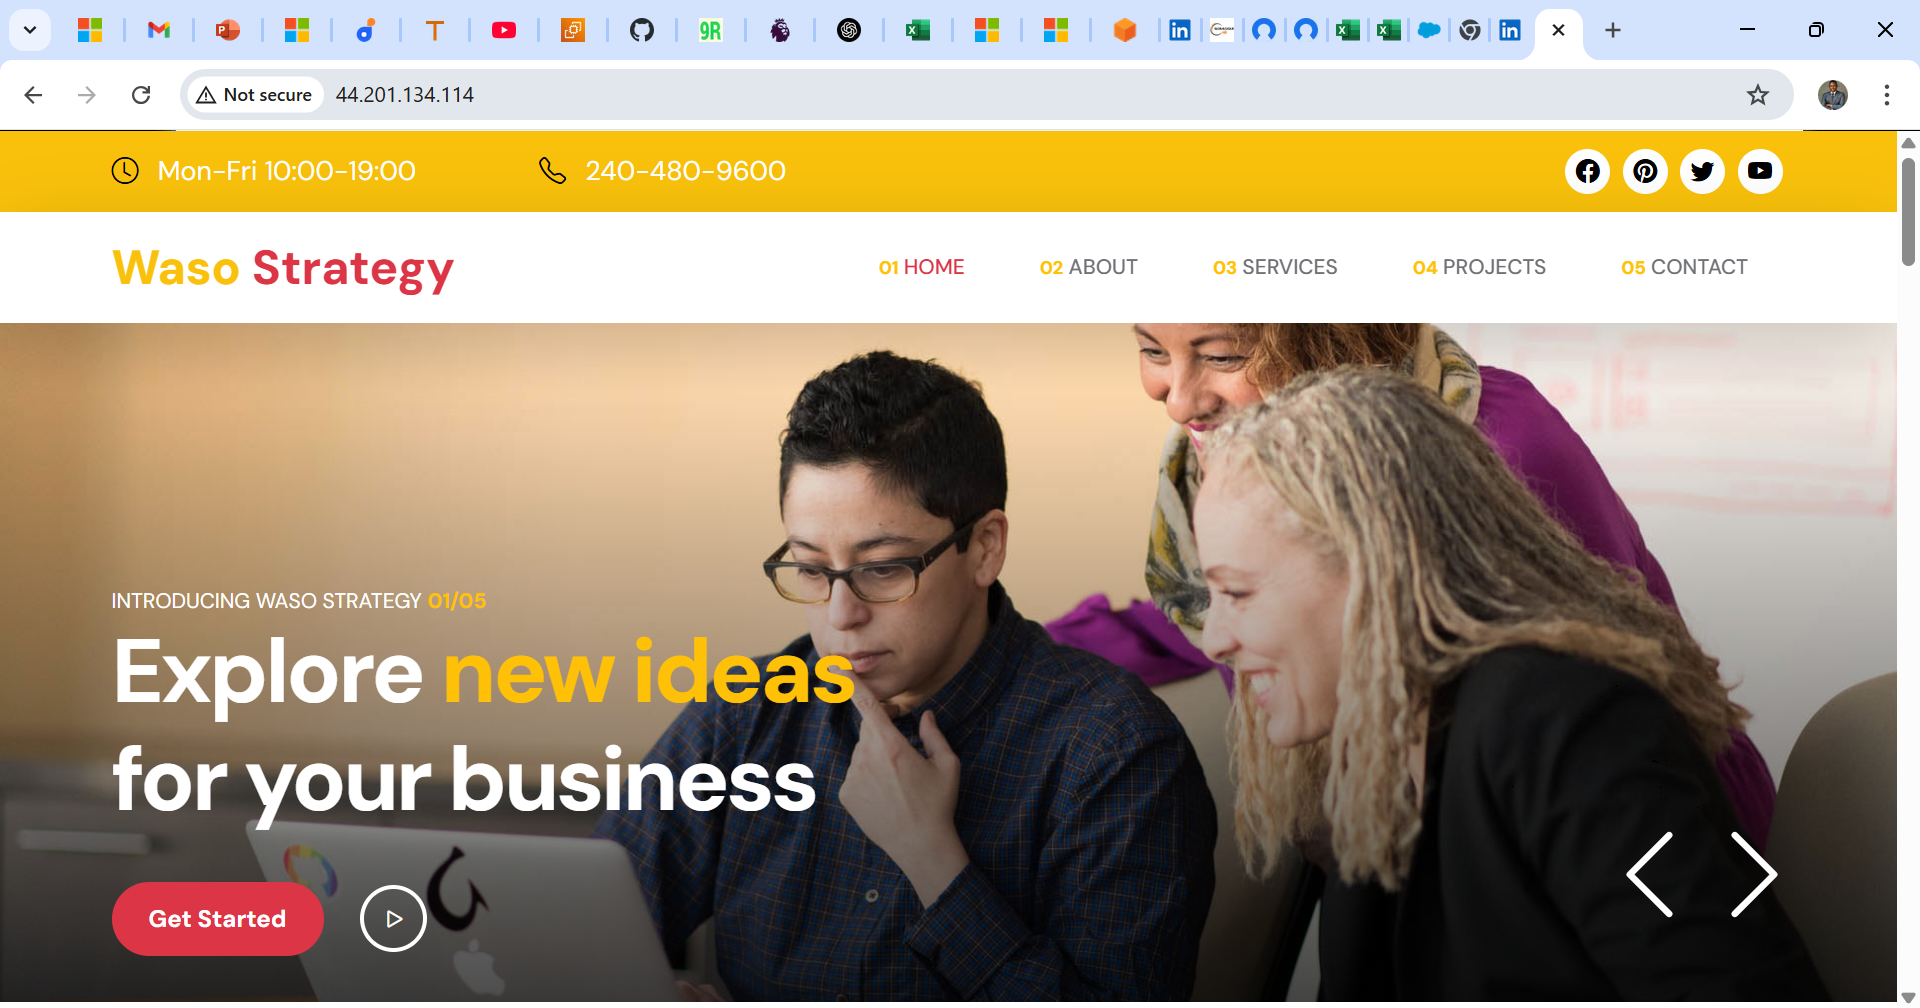 Not secure
44.201.134.114
Mon-Fri 10:00-19:00
240-480-9600
Waso Strategy
01 HOME
02 ABOUT
03 SERVICES
04 PROJECTS
05 CONTACT
INTRODUCING WASO STRATEGY 01/05
Explore new ideas
for your business
Get Started